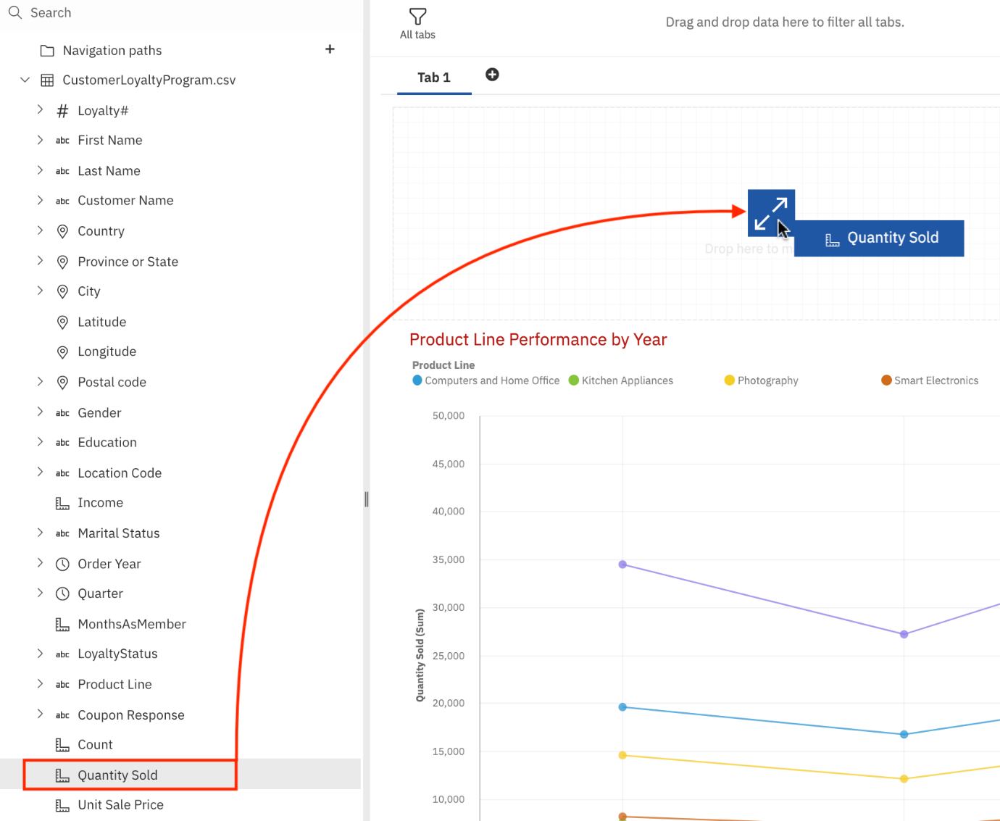 Search
Navigation paths
CustomerLoyaltyProgram.csv
Loyalty#
abc First Name
abc Last Name
abc Customer Name
Country
Province or State
City
Latitude
Longitude
Postal code
abc Gender
abc Education
abc Location Code
Income
abc Marital Status
Order Year
Quarter
MonthsAsMember
abc LoyaltyStatus
abc Product Line
abc Coupon Response
Count
Quantity Sold
Unit Sale Price
All tabs
Drag and drop data here to filter all tabs.
Tab 1
Quantity Sold
Drop here to
Product Line Performance by Year
Product Line
Computers and Home Office Kitchen Appliances Photography Smart Electronics
50,000
45,000
40,000
35,000
30,000
25,000
20,000
15,000
10,000
Quantity Sold (Sum)